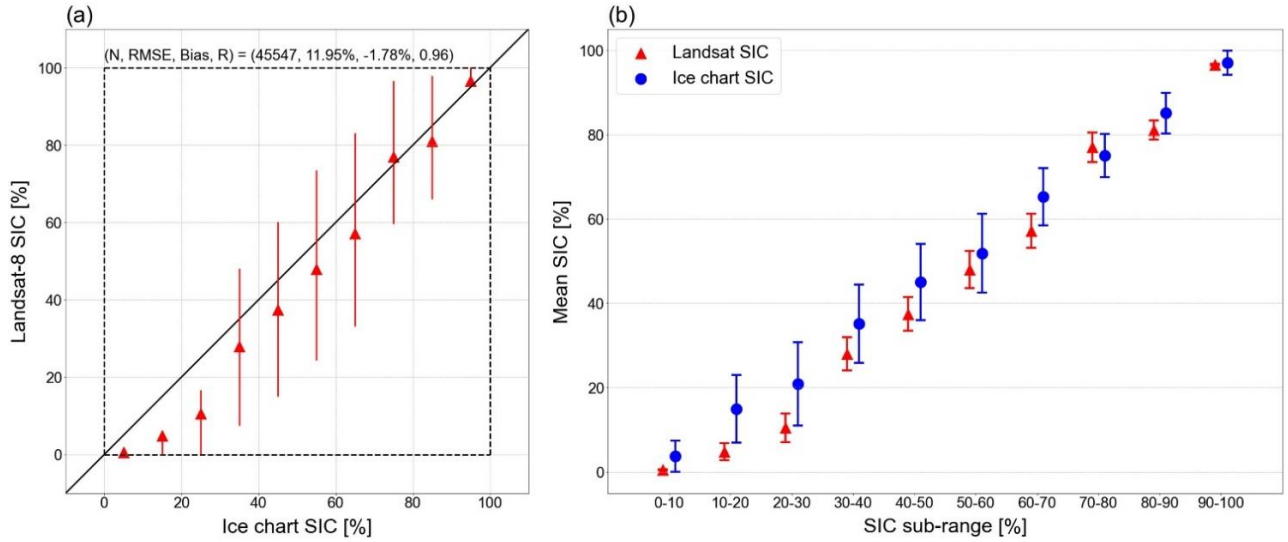 (a)
(N, RMSE, Bias, R) = (45547, 11.95%, -1.78%, 0.96)
100
80
60
40
20
0
Landsat-8 SIC [%]
0 20 40 60 80 100
Ice chart SIC [%]
(b)
Landsat SIC
Ice chart SIC
100
80
60
40
20
0
Mean SIC [%]
0-10 10-20 20-30 30-40 40-50 50-60 60-70 70-80 80-90 90-100
SIC sub-range [%]